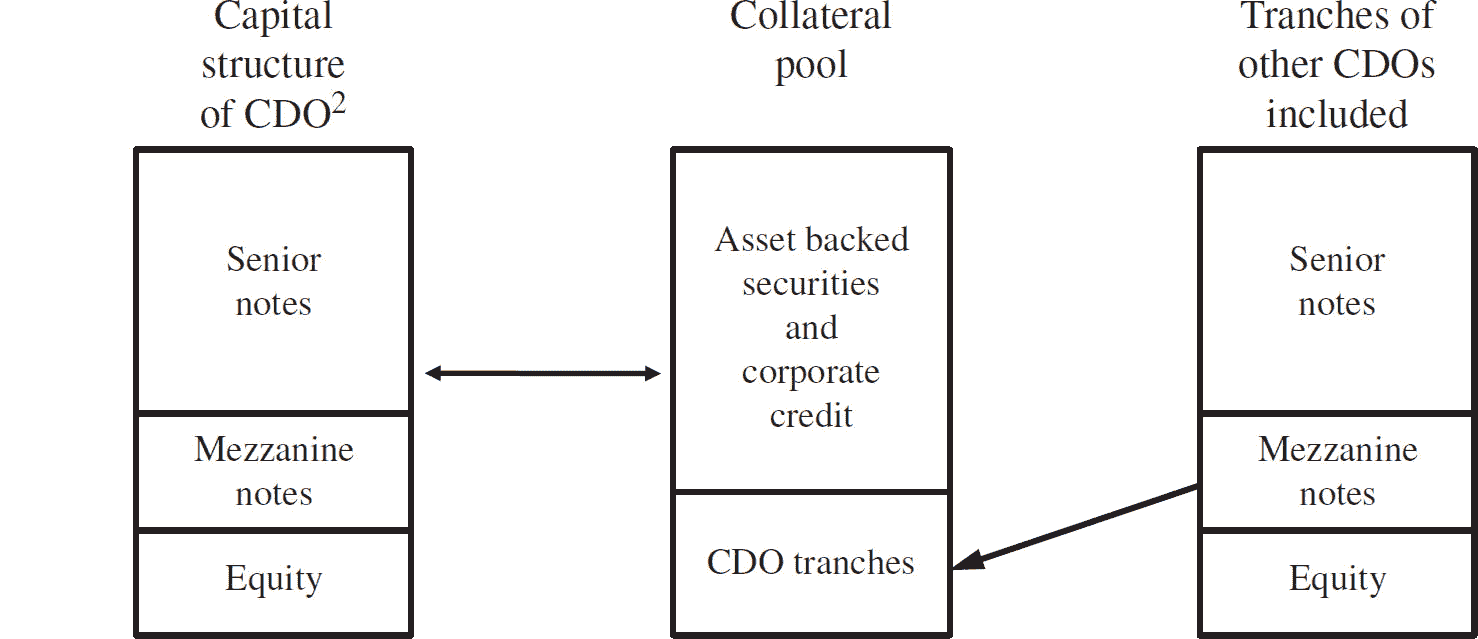 Capital
structure
of CDO²
Collateral
pool
Tranches of
other CDOs
included
Senior
notes
Mezzanine
notes
Equity
Asset backed
securities
and
corporate
credit
CDO tranches
Senior
notes
Mezzanine
notes
Equity